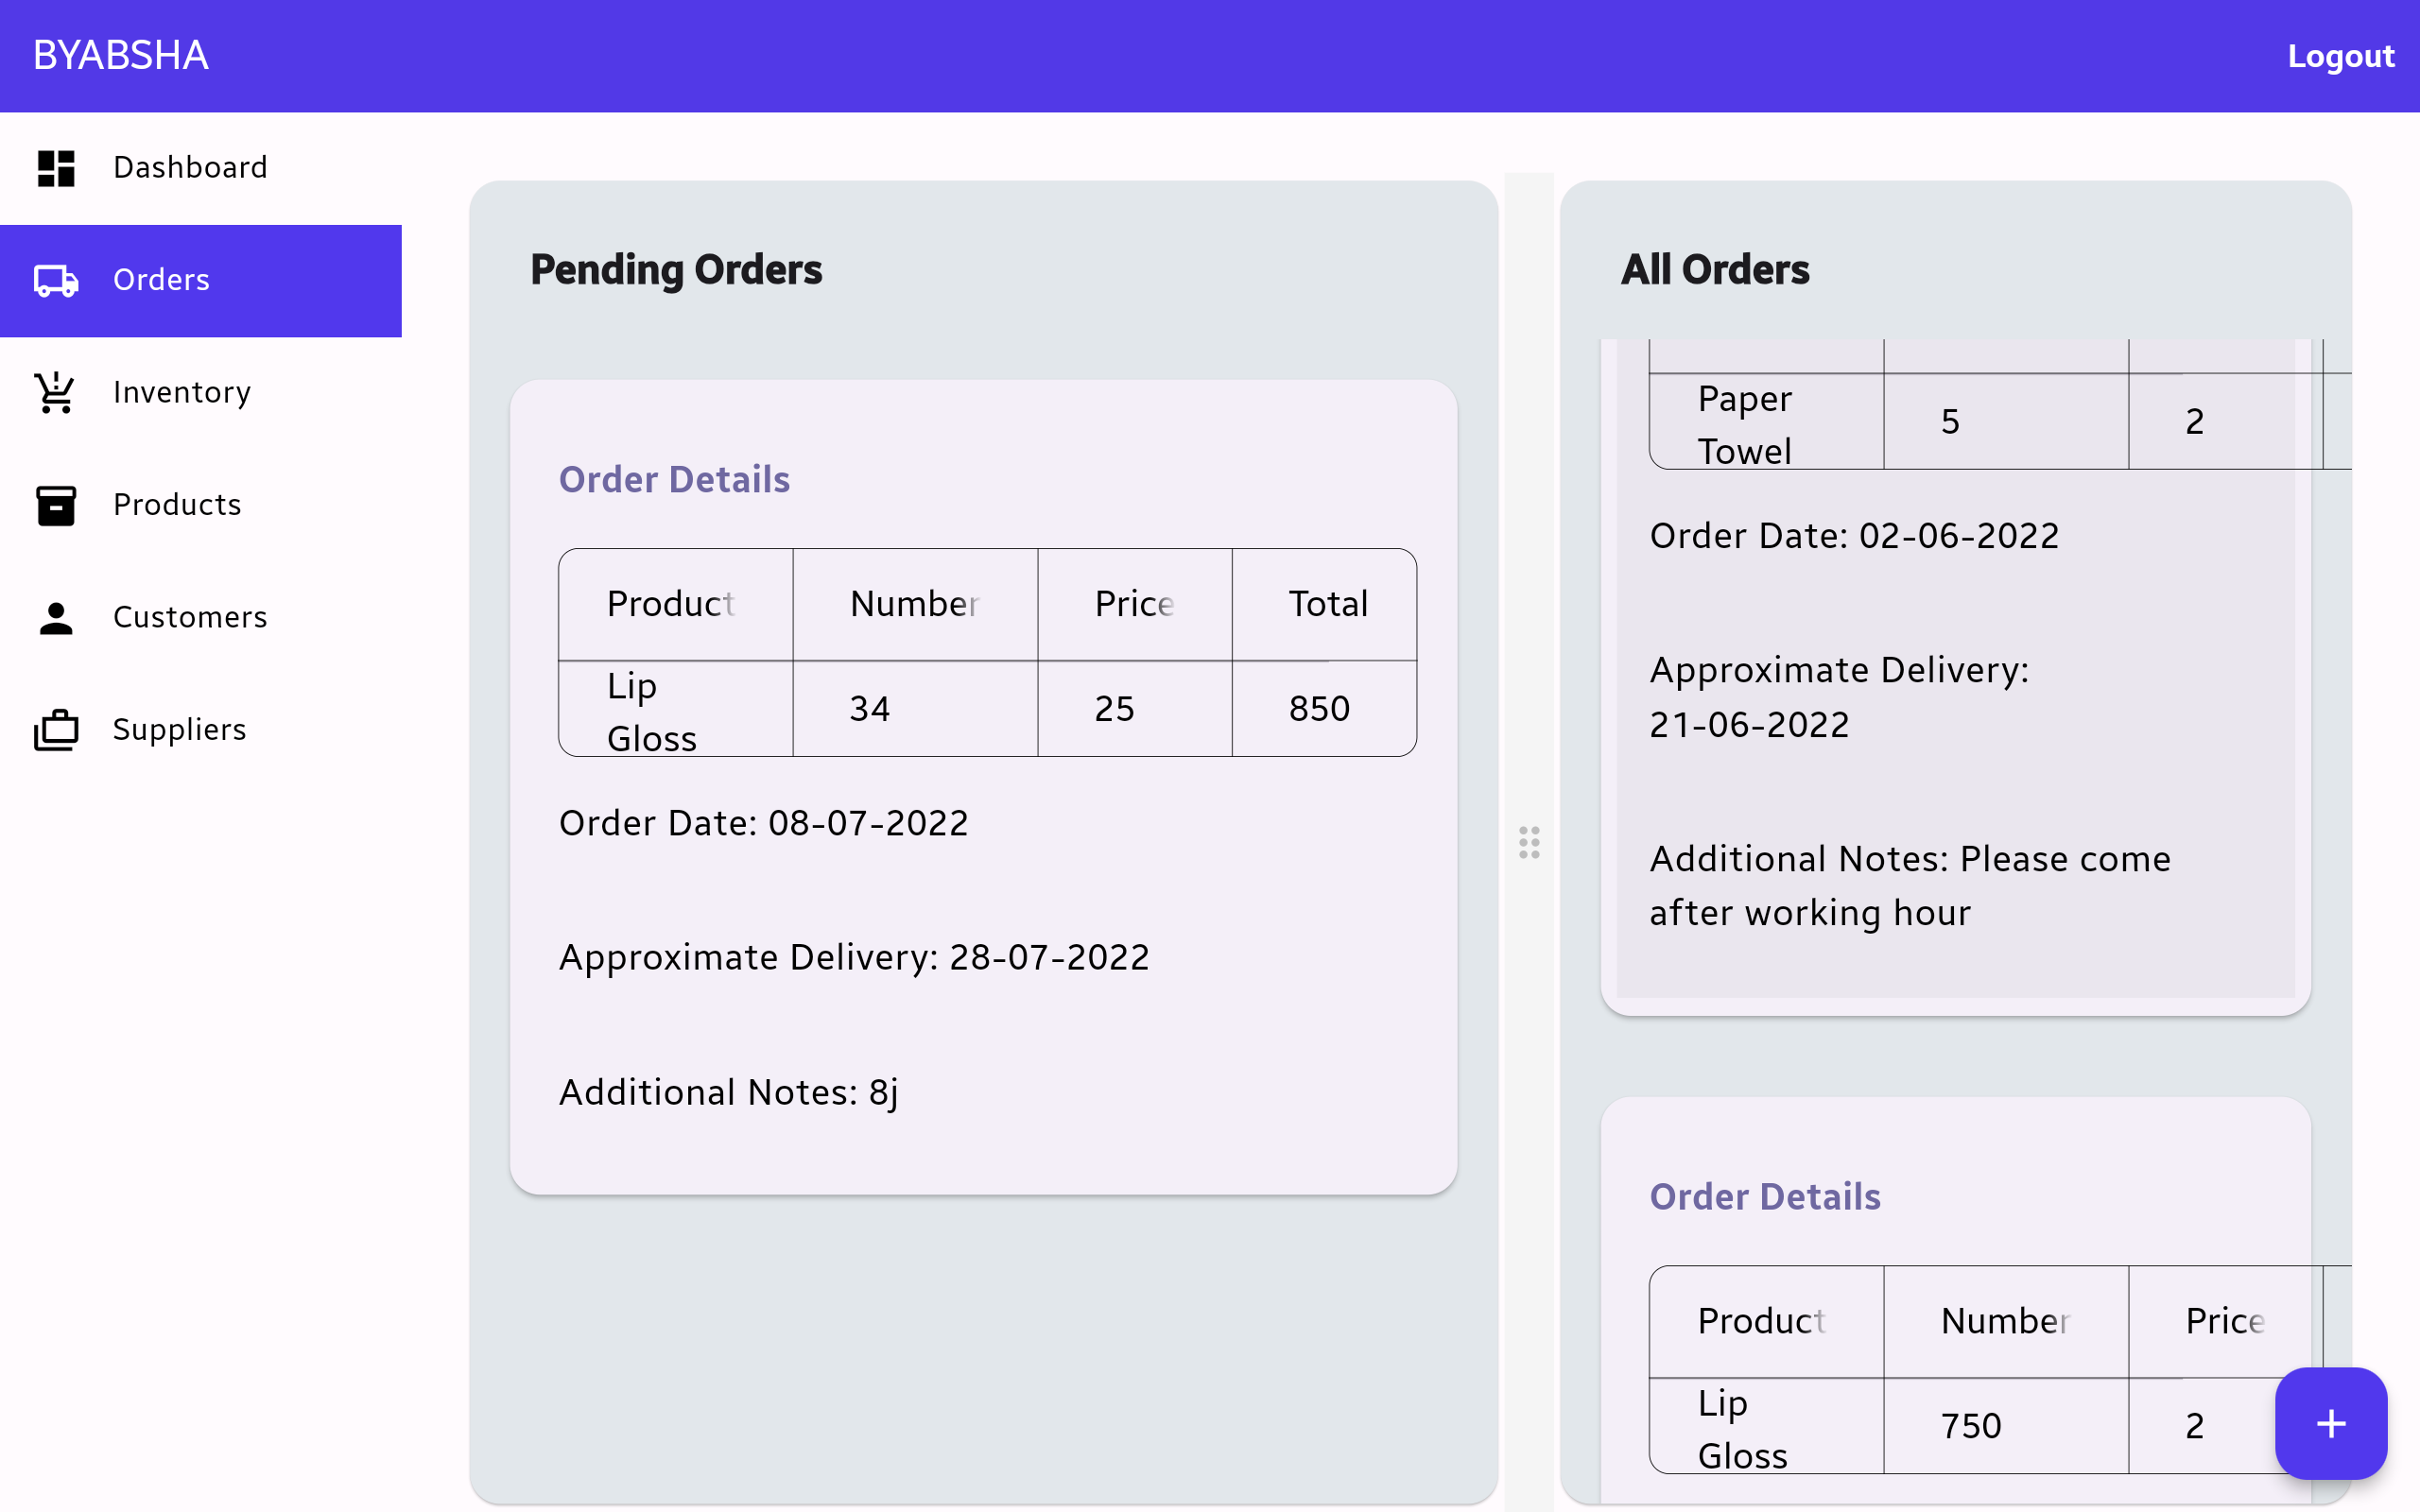 BYABSHA
Logout
Dashboard
Orders
Inventory
Products
Customers
Suppliers
Pending Orders
Order Details
Product Number Price Total
Lip Gloss 34 25 850
Order Date: 08-07-2022
Approximate Delivery: 28-07-2022
Additional Notes: 8j
All Orders
Paper Towel 5 2
Order Date: 02-06-2022
Approximate Delivery:
21-06-2022
Additional Notes: Please come
after working hour
Order Details
Product Number Price
Lip Gloss 750 2